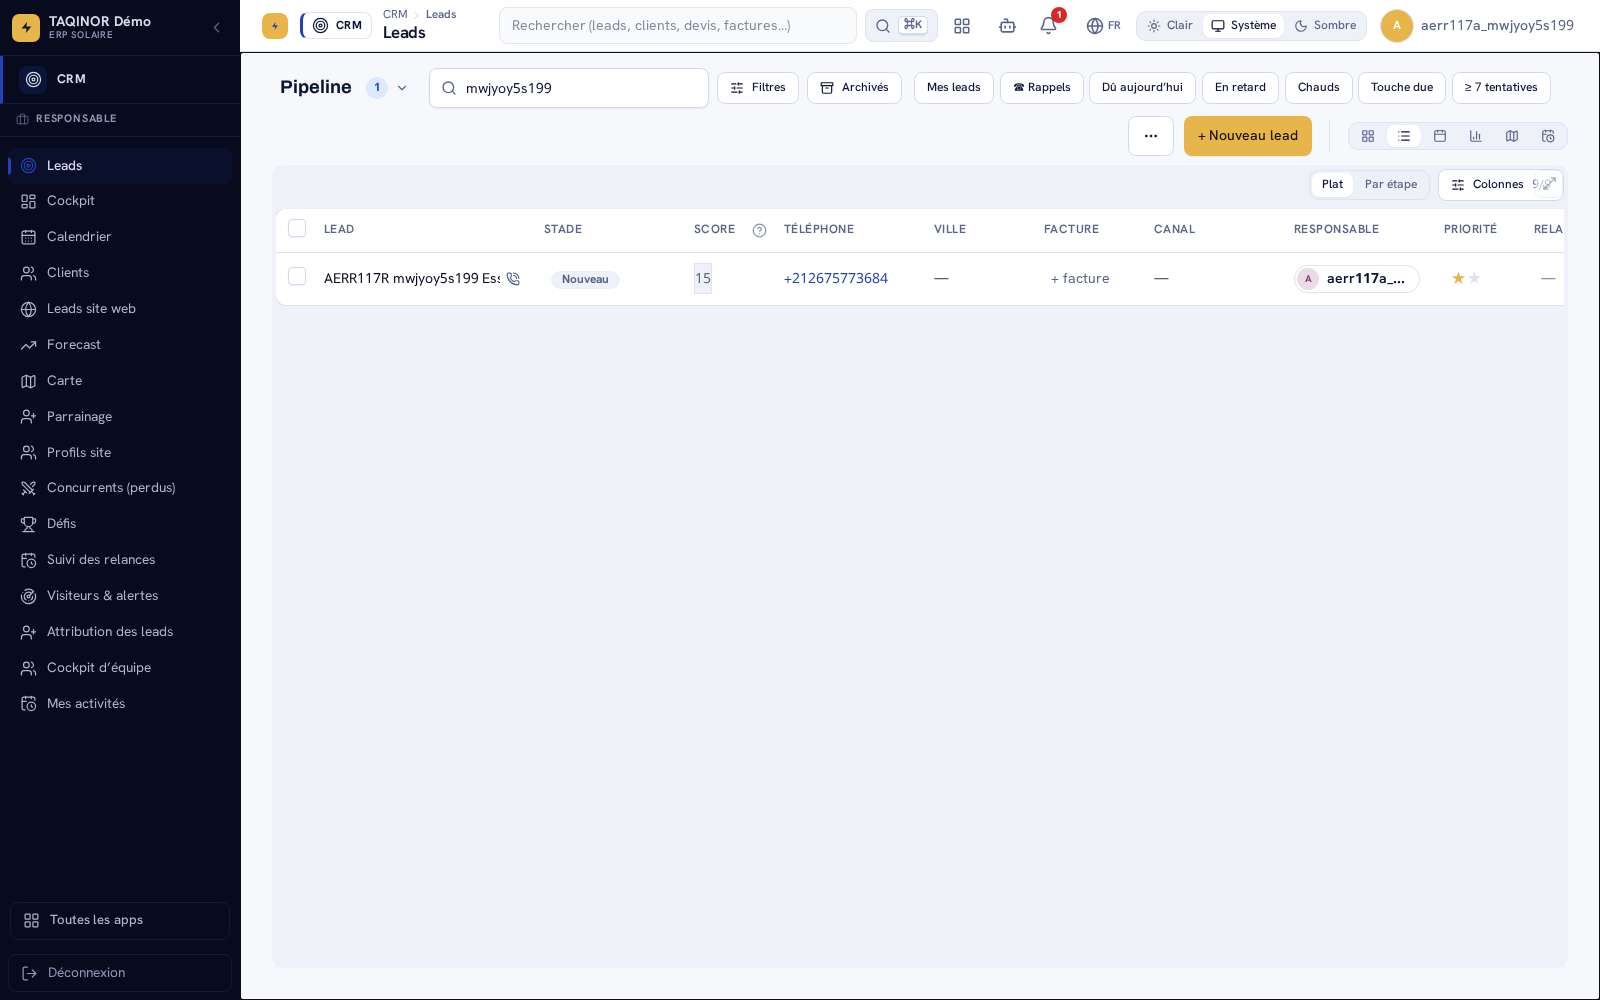 TAQINOR Démo
ERP SOLAIRE
CRM
RESPONSABLE
Leads
Cockpit
Calendrier
Clients
Leads site web
Forecast
Carte
Parrainage
Profils site
Concurrents (perdus)
Défis
Suivi des relances
Visiteurs & alertes
Attribution des leads
Cockpit d’équipe
Mes activités
Toutes les apps
Déconnexion
CRM
CRM > Leads
Leads
Rechercher (leads, clients, devis, factures...)
⌘K
1
FR
Clair
Système
Sombre
A
aerr117a_mwjyoy5s199
Pipeline
1
mwjyoy5s199
Filtres
Archivés
Mes leads
☎ Rappels
Dû aujourd’hui
En retard
Chauds
Touche due
≥ 7 tentatives
...
+ Nouveau lead
Plat
Par étape
Colonnes
LEAD STADE SCORE ? TÉLÉPHONE VILLE FACTURE CANAL RESPONSABLE PRIORITÉ RELA
AERR117R mwjyoy5s199 Ess Nouveau 15 +212675773684 — + facture — A aerr117a_... ★★ —